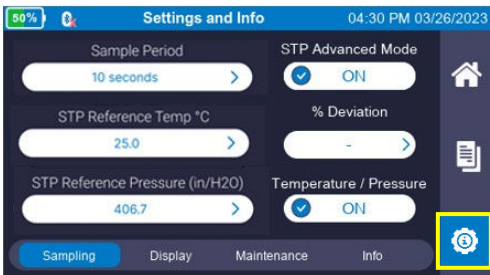 50% Settings and Info 04:30 PM 03/26/2023
Sample Period STP Advanced Mode
10 seconds > ON
STP Reference Temp °C % Deviation
25.0 > - >
STP Reference Pressure (in/H2O) Temperature / Pressure
406.7 > ON
Sampling Display Maintenance Info